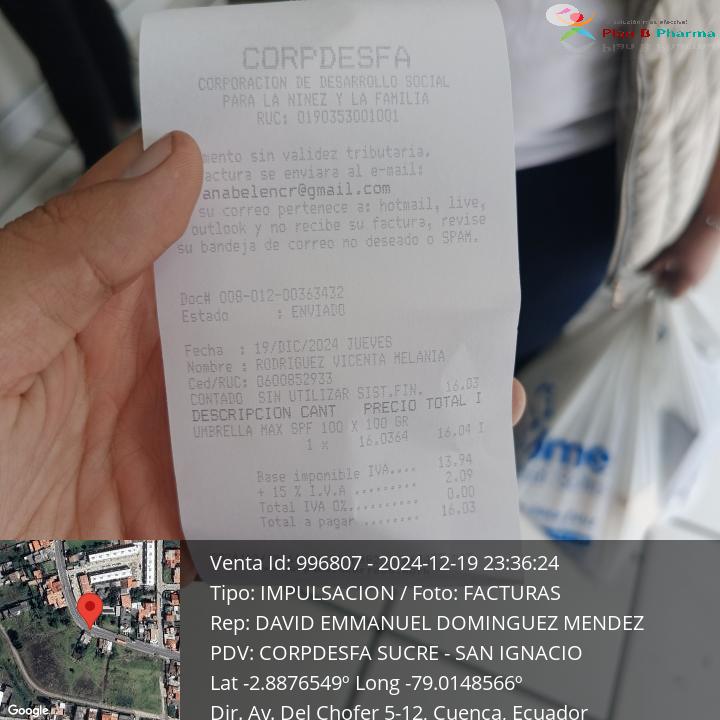 solución más efectiva!
Plan B Pharma
CORPDESFA
CORPORACION DE DESARROLLO SOCIAL
PARA LA NINEZ Y LA FAMILIA
RUC: 0190353001001
mento sin validez tributaria.
actura se enviara al e-mail:
anabelencr@gmail.com
su correo pertenece a: hotmail, live,
outlook y no recibe su factura, revise
su bandeja de correo no deseado o SPAM.
Doc# 008-012-00363432
Estado : ENVIADO
Fecha : 19/DIC/2024 JUEVES
Nombre : RODRIGUEZ VICENTA MELANIA
Ced/RUC: 0600852933
CONTADO SIN UTILIZAR SIST.FIN. 16.03
DESCRIPCION CANT PRECIO TOTAL I
UMBRELLA MAX SPF 100 X 100 GR
1 x 16.0364 16.04 I
Base imponible IVA.... 13.94
+ 15 % I.V.A ......... 2.09
Total IVA 0%.......... 0.00
Total a pagar ........ 16.03
ome
Venta Id: 996807 - 2024-12-19 23:36:24
Tipo: IMPULSACION / Foto: FACTURAS
Rep: DAVID EMMANUEL DOMINGUEZ MENDEZ
PDV: CORPDESFA SUCRE - SAN IGNACIO
Lat -2.8876549º Long -79.0148566º
Dir. Av. Del Chofer 5-12, Cuenca, Ecuador
Google